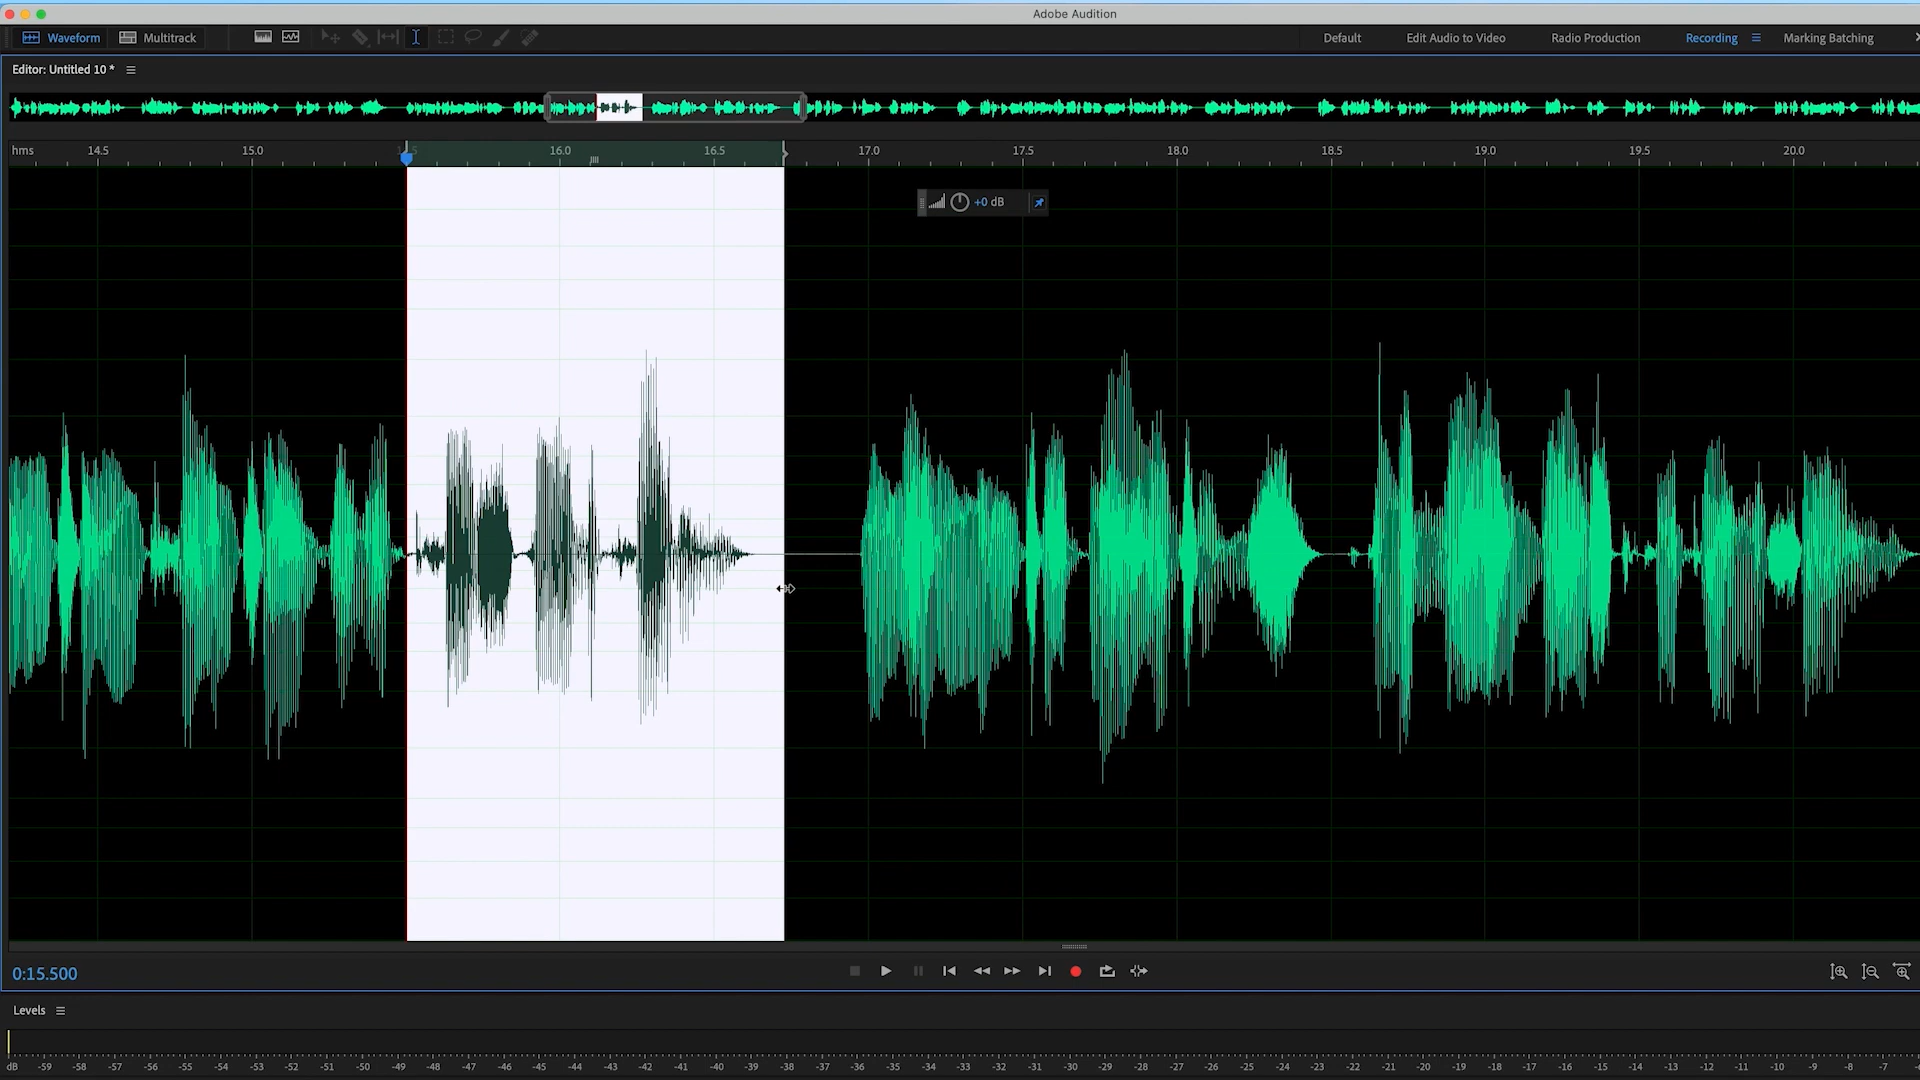 Adobe Audition
Waveform Multitrack Default Edit Audio to Video Radio Production Recording Marking Batching
Editor: Untitled 10 *
hms 14.5 15.0 16.0 16.5 17.0 17.5 18.0 18.5 19.0 19.5 20.0
+0 dB
0:15.500
Levels
dB -59 -58 -57 -56 -55 -54 -53 -52 -51 -50 -49 -48 -47 -46 -45 -44 -43 -42 -41 -40 -39 -38 -37 -36 -35 -34 -33 -32 -31 -30 -29 -28 -27 -26 -25 -24 -23 -22 -21 -20 -19 -18 -17 -16 -15 -14 -13 -12 -11 -10 -9 -8 -7